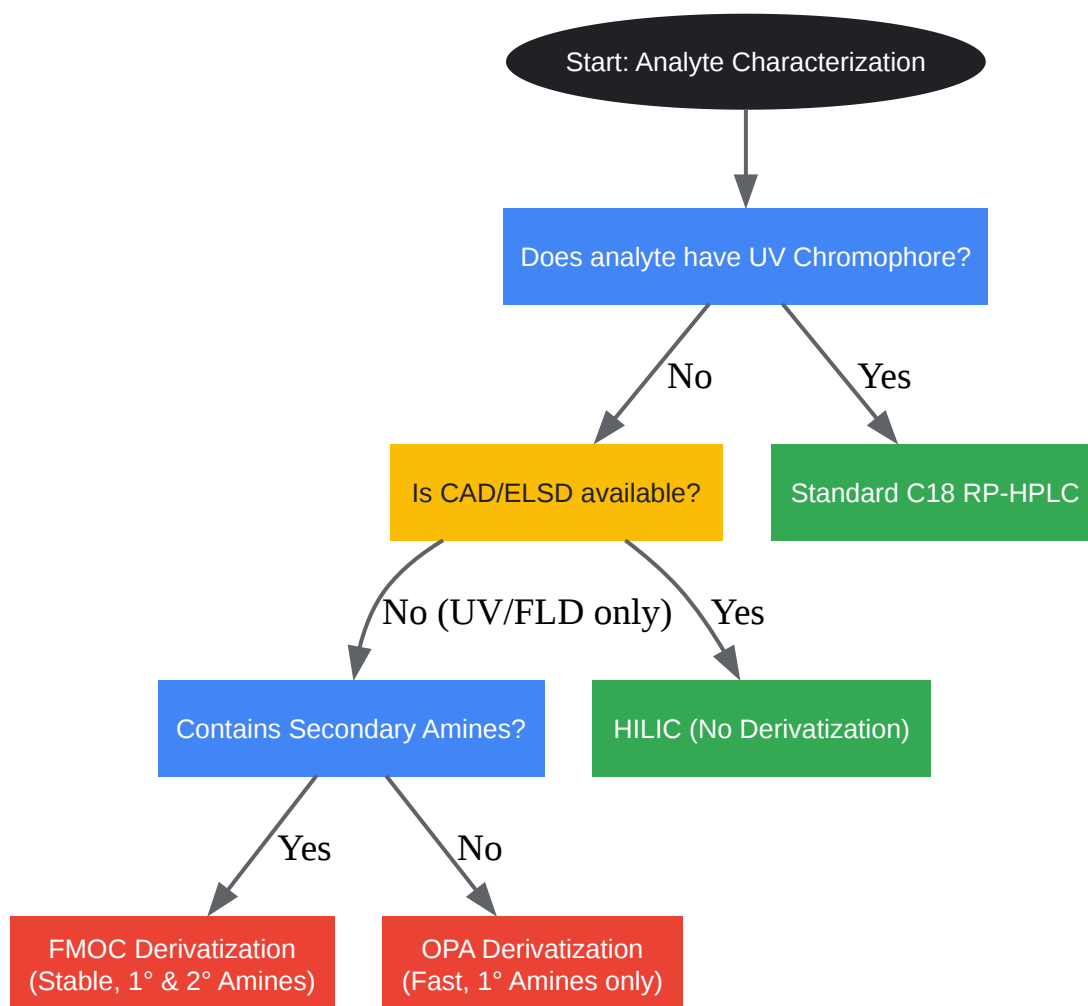 Start: Analyte Characterization
Does analyte have UV Chromophore?
No
Yes
Is CAD/ELSD available?
Standard C18 RP-HPLC
No (UV/FLD only)
Yes
Contains Secondary Amines?
HILIC (No Derivatization)
Yes
No
FMOC Derivatization
(Stable, 1° & 2° Amines)
OPA Derivatization
(Fast, 1° Amines only)